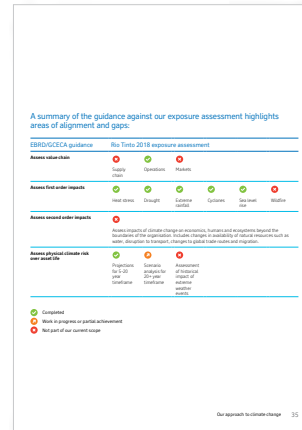 A summary of the guidance against our exposure assessment highlights
areas of alignment and gaps:
EBRD/GCECA guidance Rio Tinto 2018 exposure assessment
Assess value chain
Supply
chain
Operations
Markets
Assess first order impacts
Heat stress
Drought
Extreme
rainfall
Cyclones
Sea level
rise
Wildfire
Assess second order impacts
Assess impacts of climate change on economies, humans and ecosystems beyond the
boundaries of the organisation. Includes changes in availability of natural resources such as
water, disruption to transport, changes to global trade routes and migration.
Assess physical climate risk
over asset life
Projections
for 5-20
year
timeframe
Scenario
analysis for
20+ year
timeframe
Assessment
of historical
impact of
extreme
weather
events
Completed
Work in progress or partial achievement
Not part of our current scope
Our approach to climate change 35